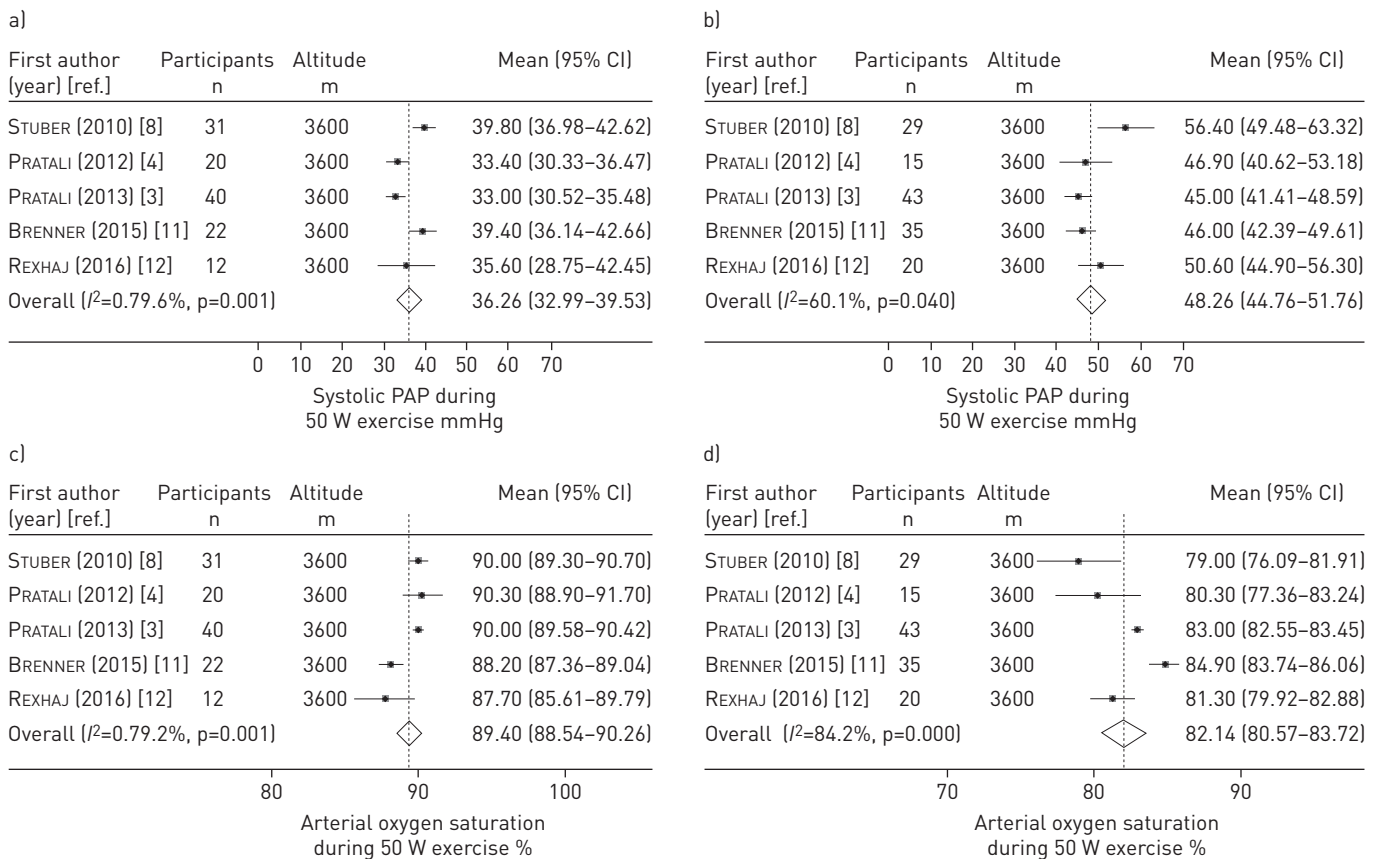 a)
First author Participants Altitude Mean (95% CI)
(year) [ref.] n m
STUBER (2010) [8] 31 3600 39.80 (36.98–42.62)
PRATALI (2012) [4] 20 3600 33.40 (30.33–36.47)
PRATALI (2013) [3] 40 3600 33.00 (30.52–35.48)
BRENNER (2015) [11] 22 3600 39.40 (36.14–42.66)
REXHAJ (2016) [12] 12 3600 35.60 (28.75–42.45)
Overall (I²=0.79.6%, p=0.001) 36.26 (32.99–39.53)
0 10 20 30 40 50 60 70
Systolic PAP during
50 W exercise mmHg
b)
First author Participants Altitude Mean (95% CI)
(year) [ref.] n m
STUBER (2010) [8] 29 3600 56.40 (49.48–63.32)
PRATALI (2012) [4] 15 3600 46.90 (40.62–53.18)
PRATALI (2013) [3] 43 3600 45.00 (41.41–48.59)
BRENNER (2015) [11] 35 3600 46.00 (42.39–49.61)
REXHAJ (2016) [12] 20 3600 50.60 (44.90–56.30)
Overall (I²=60.1%, p=0.040) 48.26 (44.76–51.76)
0 10 20 30 40 50 60 70
Systolic PAP during
50 W exercise mmHg
c)
First author Participants Altitude Mean (95% CI)
(year) [ref.] n m
STUBER (2010) [8] 31 3600 90.00 (89.30–90.70)
PRATALI (2012) [4] 20 3600 90.30 (88.90–91.70)
PRATALI (2013) [3] 40 3600 90.00 (89.58–90.42)
BRENNER (2015) [11] 22 3600 88.20 (87.36–89.04)
REXHAJ (2016) [12] 12 3600 87.70 (85.61–89.79)
Overall (I²=0.79.2%, p=0.001) 89.40 (88.54–90.26)
80 90 100
Arterial oxygen saturation
during 50 W exercise %
d)
First author Participants Altitude Mean (95% CI)
(year) [ref.] n m
STUBER (2010) [8] 29 3600 79.00 (76.09–81.91)
PRATALI (2012) [4] 15 3600 80.30 (77.36–83.24)
PRATALI (2013) [3] 43 3600 83.00 (82.55–83.45)
BRENNER (2015) [11] 35 3600 84.90 (83.74–86.06)
REXHAJ (2016) [12] 20 3600 81.30 (79.92–82.88)
Overall (I²=84.2%, p=0.000) 82.14 (80.57–83.72)
70 80 90
Arterial oxygen saturation
during 50 W exercise %